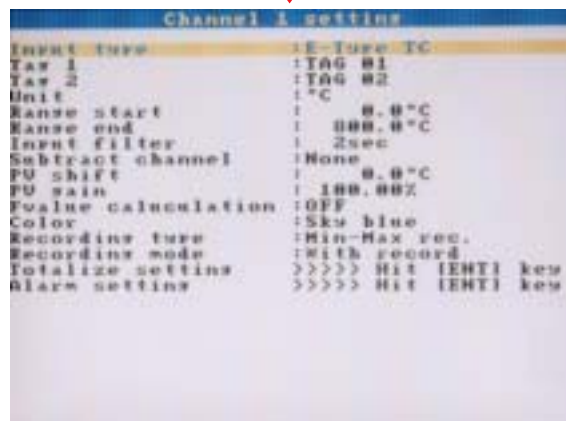 Channel 1 setting
Input type :E-Type TC
Tag 1 :TAG 01
Tag 2 :TAG 02
Unit :°C
Range start : 0.0°C
Range end : 800.0°C
Input filter : 2sec
Subtract channel :None
PV shift : 0.0°C
PV gain : 100.00%
Fvalue caluculation :OFF
Color :Sky blue
Recording type :Min-Max rec.
Recording mode :With record
Totalize setting >>>>> Hit [ENT] key
Alarm setting >>>>> Hit [ENT] key